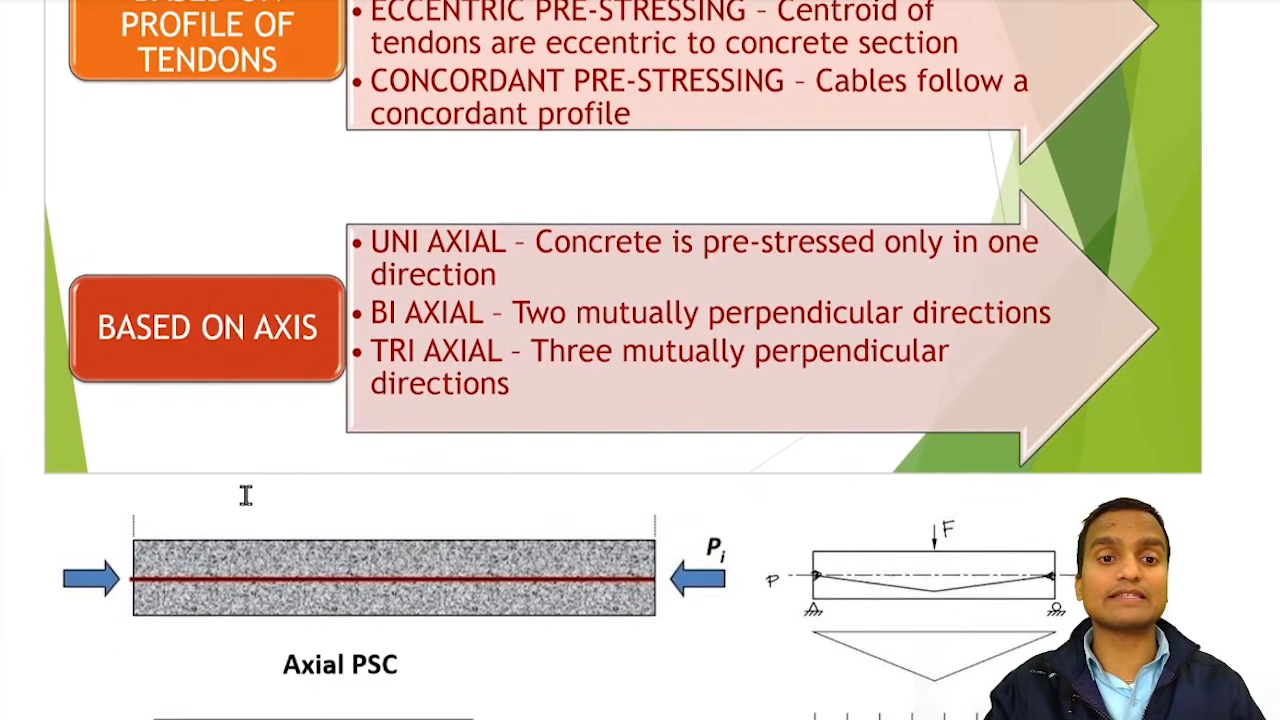 BASED ON
PROFILE OF
TENDONS
• ECCENTRIC PRE-STRESSING – Centroid of
tendons are eccentric to concrete section
• CONCORDANT PRE-STRESSING – Cables follow a
concordant profile
BASED ON AXIS
• UNI AXIAL – Concrete is pre-stressed only in one
direction
• BI AXIAL – Two mutually perpendicular directions
• TRI AXIAL – Three mutually perpendicular
directions
Pi
Axial PSC
F
P